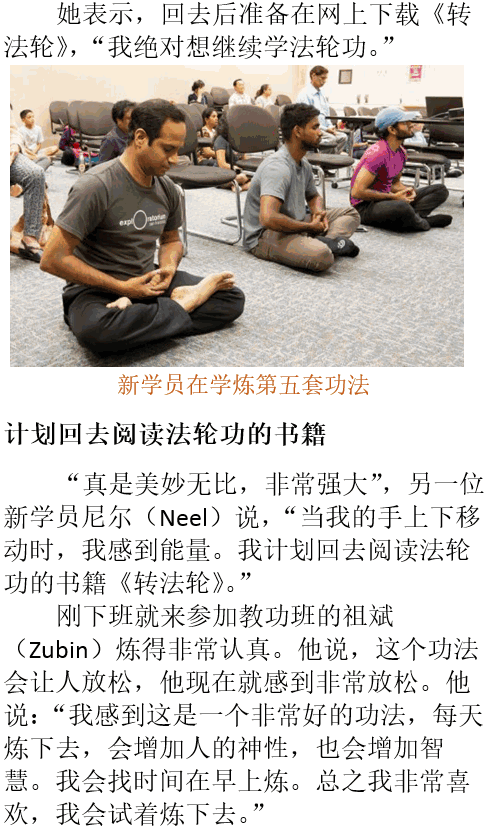 她表示，回去后准备在网上下载《转
法轮》，“我绝对想继续学法轮功。”
expl ratorium
新学员在学炼第五套功法
计划回去阅读法轮功的书籍
“真是美妙无比，非常强大”，另一位
新学员尼尔（Neel）说，“当我的手上下移
动时，我感到能量。我计划回去阅读法轮
功的书籍《转法轮》。”
刚下班就来参加教功班的祖斌
（Zubin）炼得非常认真。他说，这个功法
会让人放松，他现在就感到非常放松。他
说：“我感到这是一个非常好的功法，每天
炼下去，会增加人的神性，也会增加智
慧。我会找时间在早上炼。总之我非常喜
欢，我会试着炼下去。”